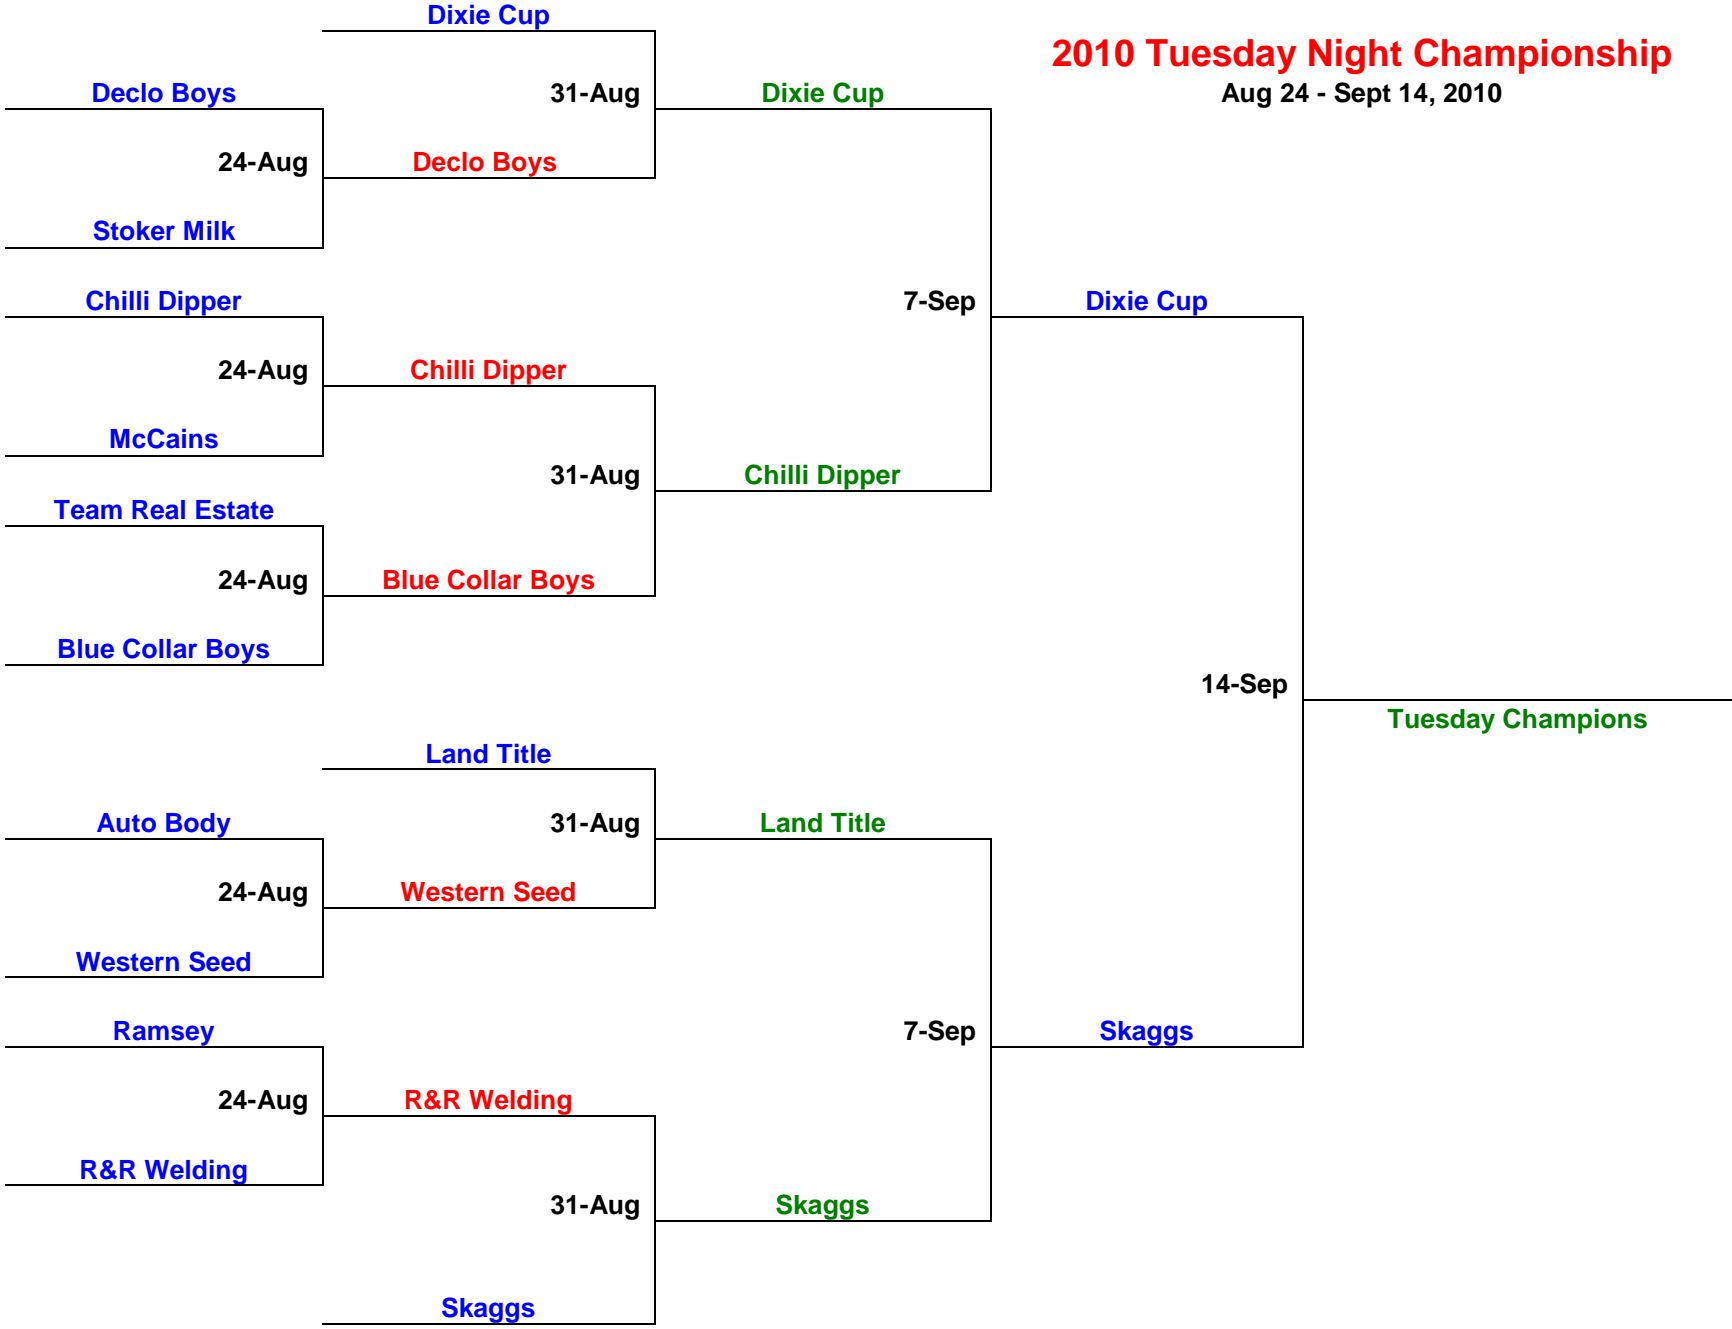 Dixie Cup
2010 Tuesday Night Championship
Declo Boys
31-Aug
Dixie Cup
Aug 24 - Sept 14, 2010
24-Aug
Declo Boys
Stoker Milk
Chilli Dipper
7-Sep
Dixie Cup
24-Aug
Chilli Dipper
McCains
31-Aug
Chilli Dipper
Team Real Estate
24-Aug
Blue Collar Boys
Blue Collar Boys
14-Sep
Tuesday Champions
Land Title
Auto Body
31-Aug
Land Title
24-Aug
Western Seed
Western Seed
Ramsey
7-Sep
Skaggs
24-Aug
R&R Welding
R&R Welding
31-Aug
Skaggs
Skaggs